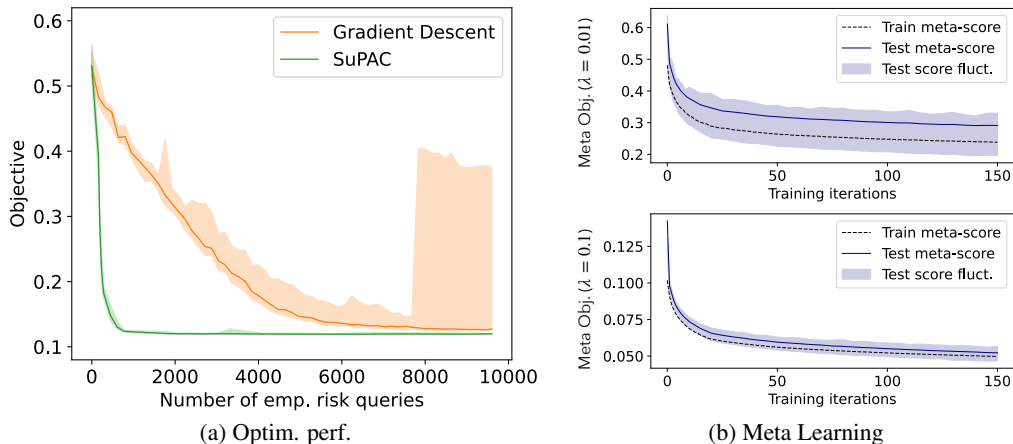 0.6
0.5
0.4
0.3
0.2
0.1
Objective
Gradient Descent
SuPAC
0 2000 4000 6000 8000 10000
Number of emp. risk queries
(a) Optim. perf.
Meta Obj. (λ = 0.01)
0.6
0.5
0.4
0.3
0.2
Train meta-score
Test meta-score
Test score fluct.
0 50 100 150
Training iterations
Meta Obj. (λ = 0.1)
0.125
0.100
0.075
0.050
Train meta-score
Test meta-score
Test score fluct.
0 50 100 150
Training iterations
(b) Meta Learning